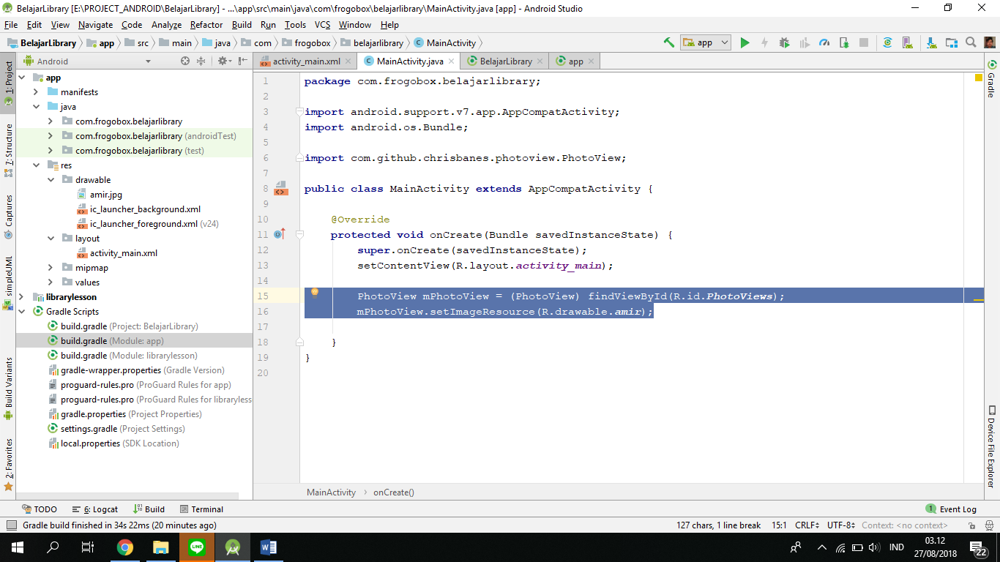 BelajarLibrary [E:\PROJECT_ANDROID\BelajarLibrary] - ...\app\src\main\java\com\frogobox\belajarlibrary\MainActivity.java [app] - Android Studio
File Edit View Navigate Code Analyze Refactor Build Run Tools VCS Window Help
BelajarLibrary app src main java com frogobox belajarlibrary MainActivity app
Android
activity_main.xml MainActivity.java BelajarLibrary app
1: Project
7: Structure
Captures
simpleUML
Build Variants
2: Favorites
app
manifests
java
com.frogobox.belajarlibrary
com.frogobox.belajarlibrary (androidTest)
com.frogobox.belajarlibrary (test)
res
drawable
amir.jpg
ic_launcher_background.xml
ic_launcher_foreground.xml (v24)
layout
activity_main.xml
mipmap
values
librarylesson
Gradle Scripts
build.gradle (Project: BelajarLibrary)
build.gradle (Module: app)
build.gradle (Module: librarylesson)
gradle-wrapper.properties (Gradle Version)
proguard-rules.pro (ProGuard Rules for app)
proguard-rules.pro (ProGuard Rules for libraryless
gradle.properties (Project Properties)
settings.gradle (Project Settings)
local.properties (SDK Location)
1 package com.frogobox.belajarlibrary;
2
3 import android.support.v7.app.AppCompatActivity;
4 import android.os.Bundle;
5
6 import com.github.chrisbanes.photoview.PhotoView;
7
8 public class MainActivity extends AppCompatActivity {
9
10 @Override
11 protected void onCreate(Bundle savedInstanceState) {
12 super.onCreate(savedInstanceState);
13 setContentView(R.layout.activity_main);
14
15 PhotoView mPhotoView = (PhotoView) findViewById(R.id.PhotoViews);
16 mPhotoView.setImageResource(R.drawable.amir);
17
18 }
19 }
20
Gradle
Device File Explorer
MainActivity onCreate()
TODO 6: Logcat Build Terminal 1 Event Log
Gradle build finished in 34s 22ms (20 minutes ago) 127 chars, 1 line break 15:1 CRLF UTF-8 Context: <no context>
IND 03.12
27/08/2018 22